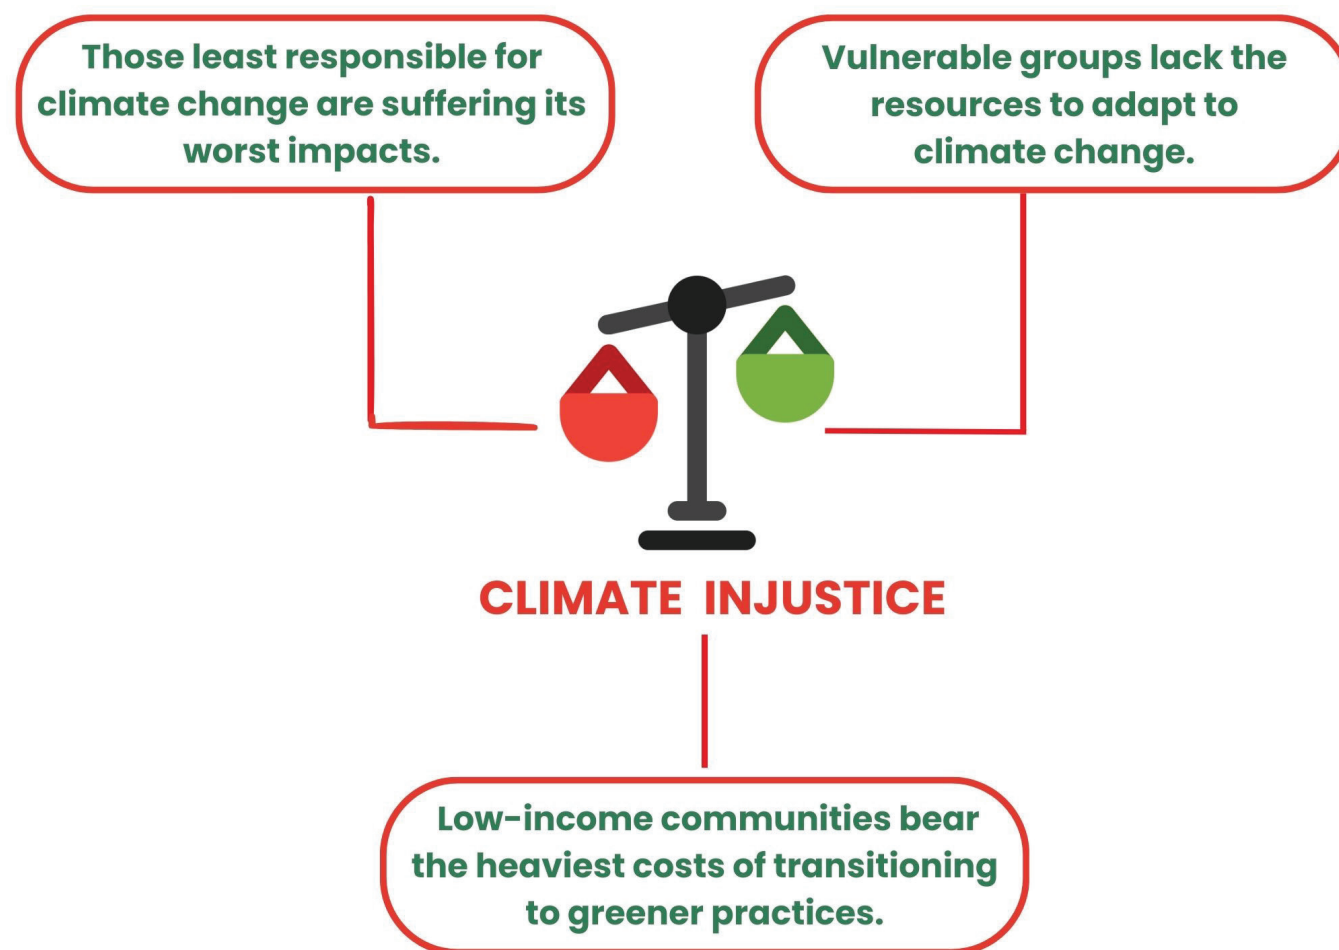 Those least responsible for
climate change are suffering its
worst impacts.
Vulnerable groups lack the
resources to adapt to
climate change.
CLIMATE INJUSTICE
Low-income communities bear
the heaviest costs of transitioning
to greener practices.